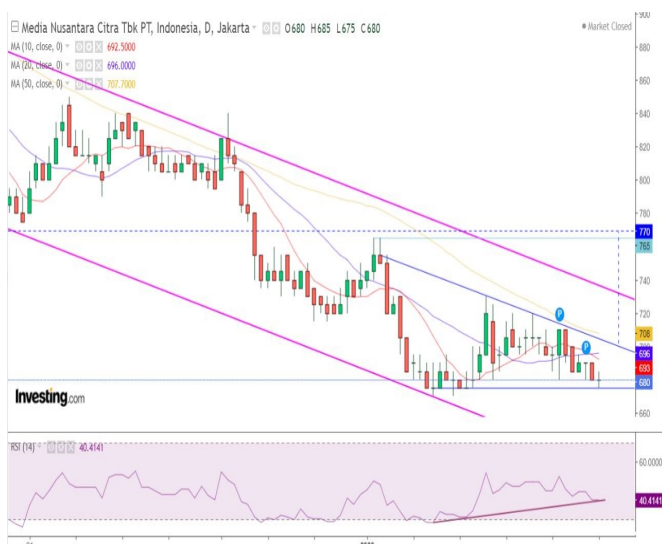 Media Nusantara Citra Tbk PT, Indonesia, D, Jakarta O680 H685 L675 C680
Market Closed
MA (10, close, 0) 692.5000
MA (20, close, 0) 696.0000
MA (50, close, 0) 707.7000
900
880
860
840
820
800
780
770
765
740
720
708
700
696
693
680
660
P
P
Investing.com
RSI (14) 40.4141
60.0000
40.4141